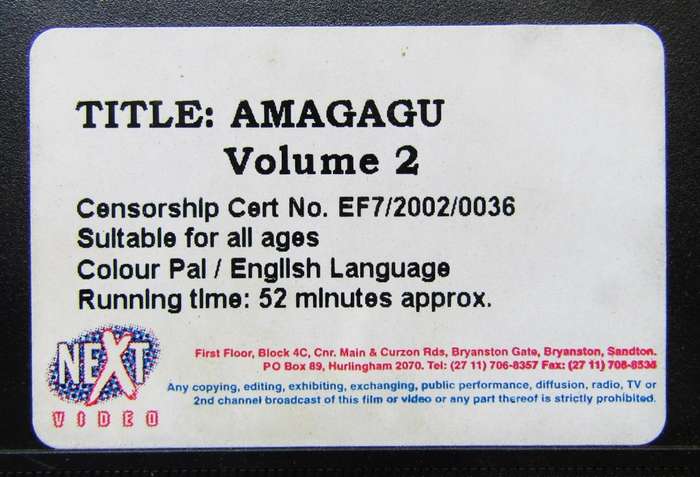 TITLE: AMAGAGU
Volume 2
Censorship Cert No. EF7/2002/0036
Suitable for all ages
Colour Pal / English Language
Running time: 52 minutes approx.
NEXT
VIDEO
First Floor, Block 4C, Cnr. Main & Curzon Rds, Bryanston Gate, Bryanston, Sandton.
PO Box 89, Hurlingham 2070. Tel: (27 11) 706-8357 Fax: (27 11) 706-8536
Any copying, editing, exhibiting, exchanging, public performance, diffusion, radio, TV or
2nd channel broadcast of this film or video or any part thereof is strictly prohibited.